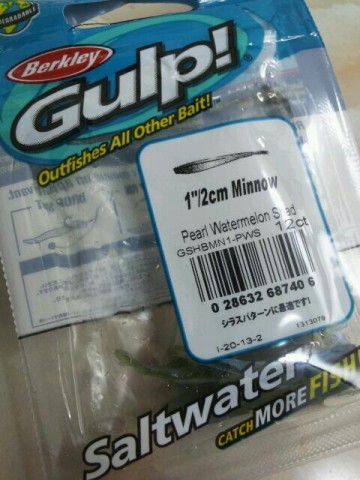 DEGRADABLE
Berkley
Gulp!
Outfishes All Other Bait!
1"/2cm Minnow
Pearl Watermelon Shad
GSHBMN1-PWS 12ct
0 28632 68740 6
シラスパターンに最適です!
I-20-13-2 1313079
Saltwater
CATCH MORE FISH!